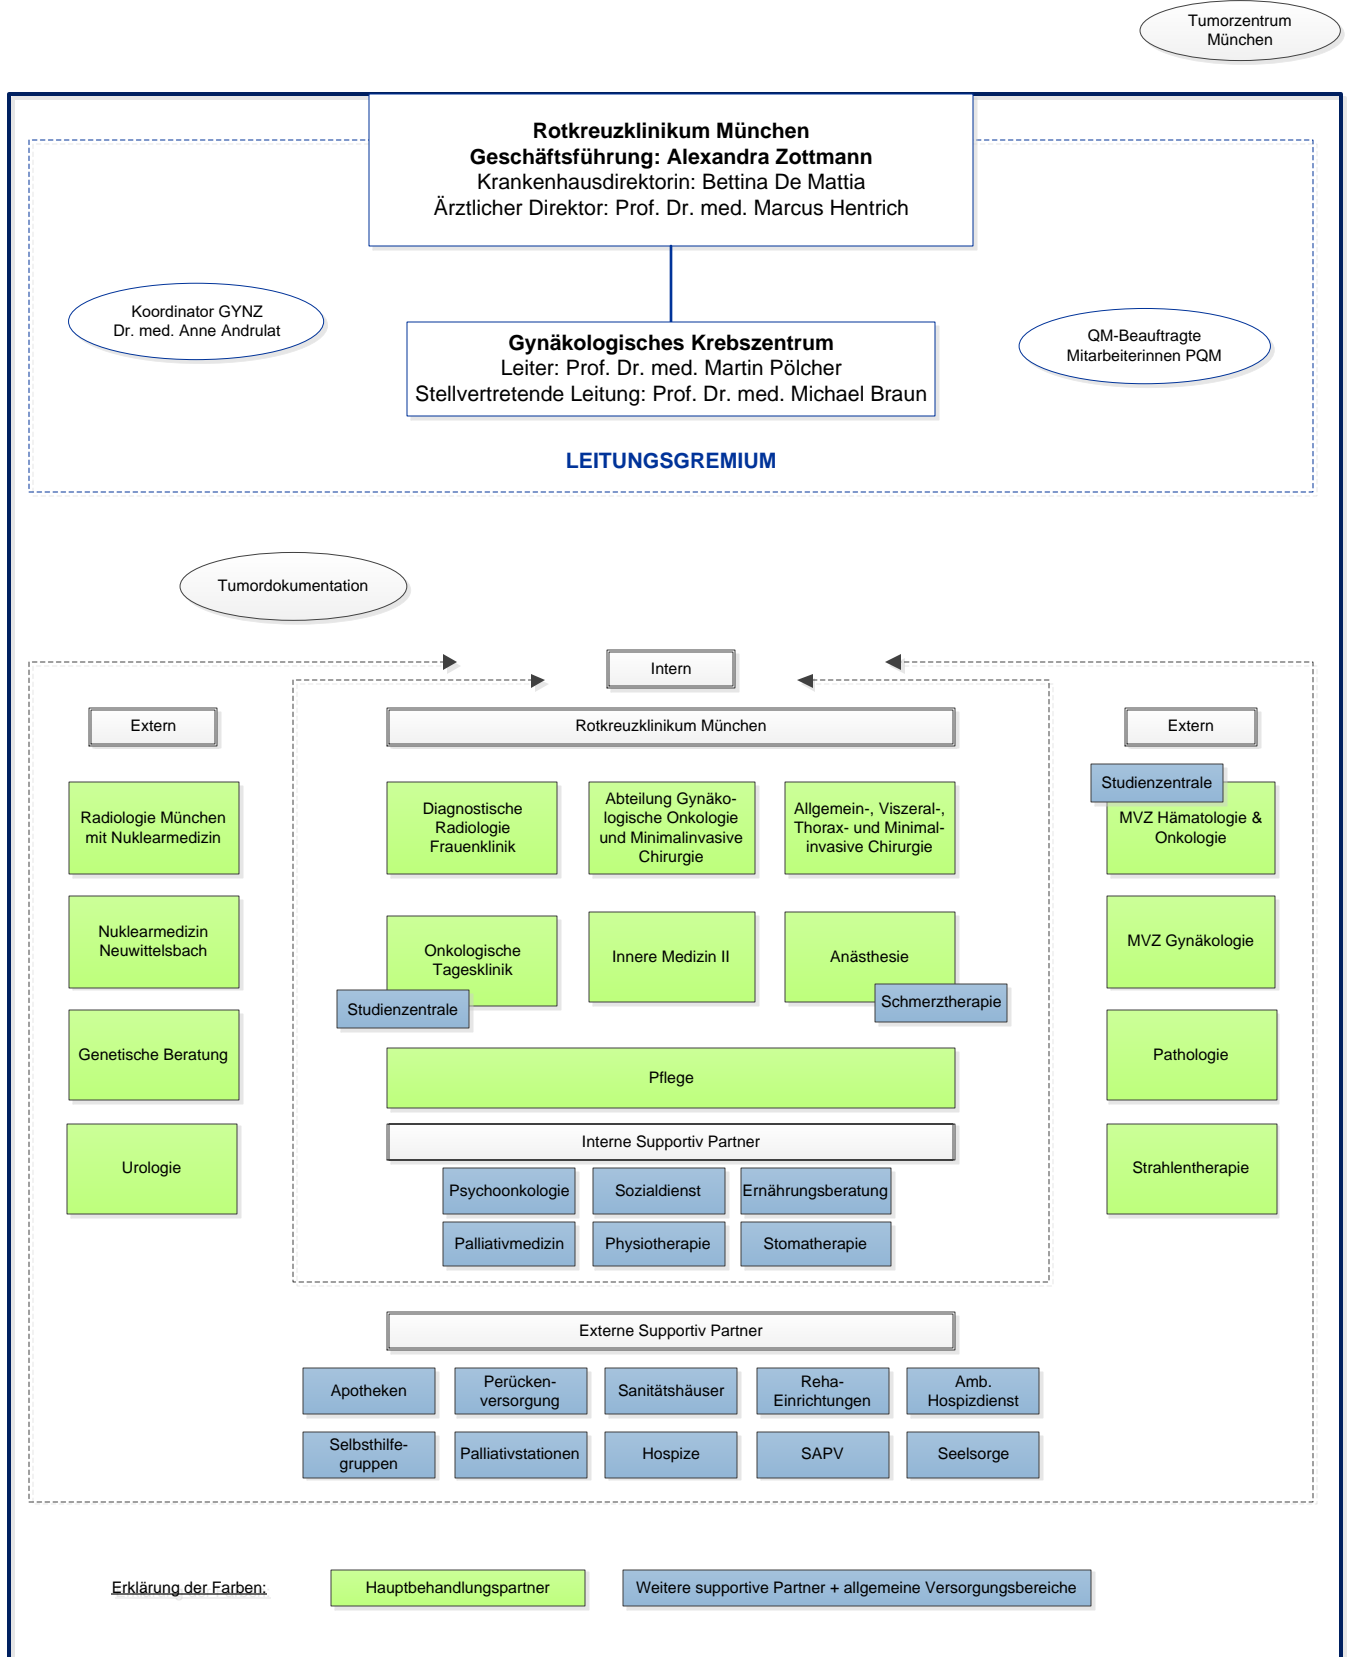 Tumorzentrum
München
Rotkreuzklinikum München
Geschäftsführung: Alexandra Zottmann
Krankenhausdirektorin: Bettina De Mattia
Ärztlicher Direktor: Prof. Dr. med. Marcus Hentrich
Koordinator GYNZ
Dr. med. Anne Andrulat
Gynäkologisches Krebszentrum
Leiter: Prof. Dr. med. Martin Pölcher
Stellvertretende Leitung: Prof. Dr. med. Michael Braun
QM-Beauftragte
Mitarbeiterinnen PQM
LEITUNGSGREMIUM
Tumordokumentation
Intern
Extern
Rotkreuzklinikum München
Extern
Radiologie München
mit Nuklearmedizin
Diagnostische
Radiologie
Frauenklinik
Abteilung Gynäko-
logische Onkologie
und Minimalinvasive
Chirurgie
Allgemein-, Viszeral-,
Thorax- und Minimal-
invasive Chirurgie
Studienzentrale
MVZ Hämatologie &
Onkologie
Nuklearmedizin
Neuwittelsbach
Onkologische
Tagesklinik
Studienzentrale
Innere Medizin II
Anästhesie
Schmerztherapie
MVZ Gynäkologie
Genetische Beratung
Pflege
Pathologie
Urologie
Interne Supportiv Partner
Strahlentherapie
Psychoonkologie
Sozialdienst
Ernährungsberatung
Palliativmedizin
Physiotherapie
Stomatherapie
Externe Supportiv Partner
Apotheken
Perücken-
versorgung
Sanitätshäuser
Reha-
Einrichtungen
Amb.
Hospizdienst
Selbsthilfe-
gruppen
Palliativstationen
Hospize
SAPV
Seelsorge
Erklärung der Farben:
Hauptbehandlungspartner
Weitere supportive Partner + allgemeine Versorgungsbereiche